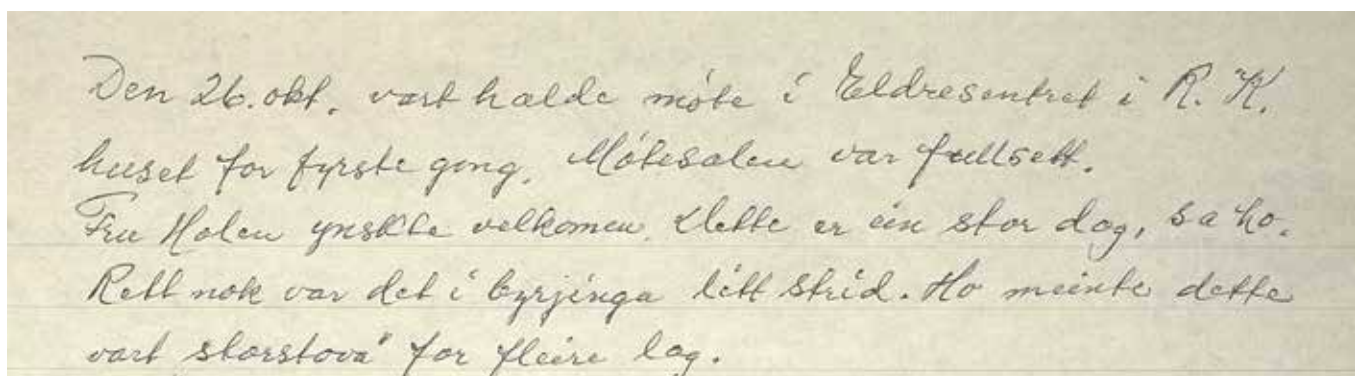 Den 26. okt. vart halde møte i Eldresentret i R. K.
huset for fyrste gong. Møtesalen var fullsett.
Fru Holen ynskte velkomen. Dette er ein stor dag, sa ho.
Rett nok var det i byrjinga litt strid. Ho meinte dette
vart storstova" for fleire lag.